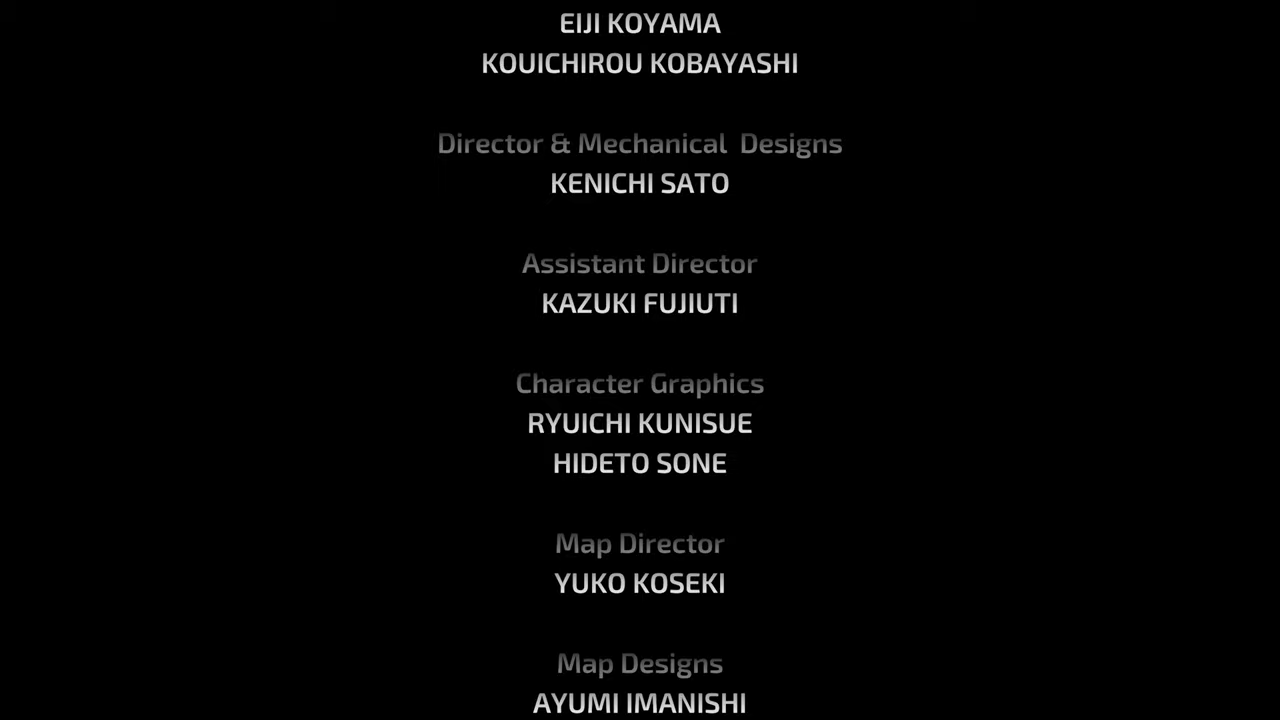 EIJI KOYAMA
KOUICHIROU KOBAYASHI
Director & Mechanical  Designs
KENICHI SATO
Assistant Director
KAZUKI FUJIUTI
Character Graphics
RYUICHI KUNISUE
HIDETO SONE
Map Director
YUKO KOSEKI
Map Designs
AYUMI IMANISHI